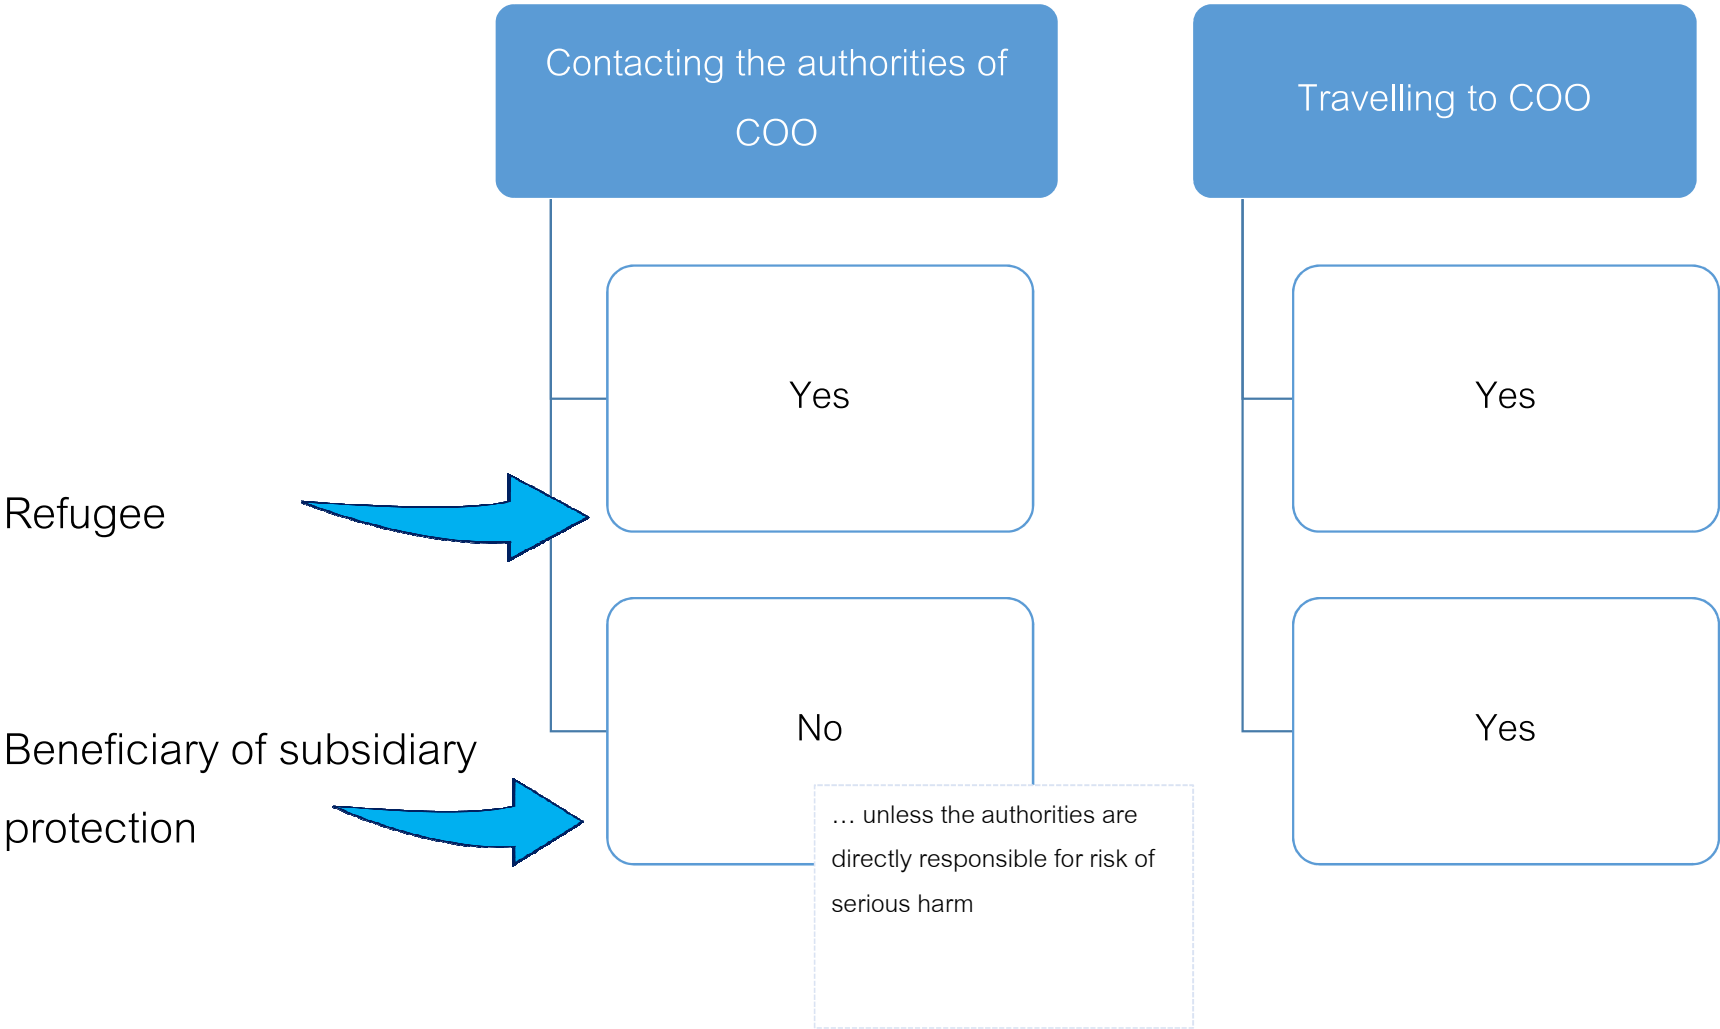 Contacting the authorities of
COO
Travelling to COO
Yes
Yes
Refugee
No
Yes
Beneficiary of subsidiary
protection
… unless the authorities are
directly responsible for risk of
serious harm